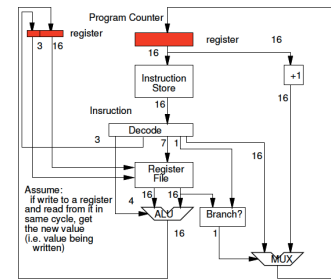 Program Counter
register
3 16
16
register
16
Instruction
Store
+1
16
Insruction
Decode
3
7
1
16
16
Register
File
Assume:
if write to a register
and read from it in
same cycle, get
the new value
(i.e. value being
written)
16
16
16
4
ALU
Branch?
16
1
MUX